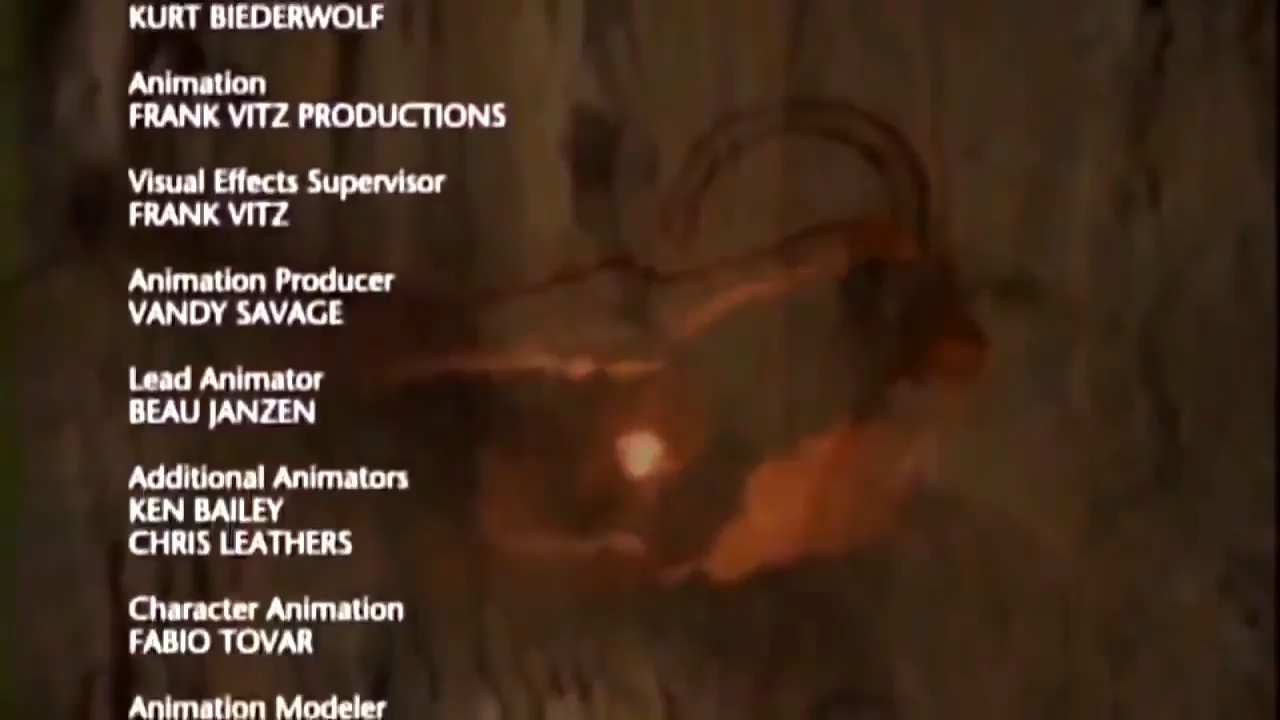 KURT BIEDERWOLF
Animation
FRANK VITZ PRODUCTIONS
Visual Effects Supervisor
FRANK VITZ
Animation Producer
VANDY SAVAGE
Lead Animator
BEAU JANZEN
Additional Animators
KEN BAILEY
CHRIS LEATHERS
Character Animation
FABIO TOVAR
Animation Modeler